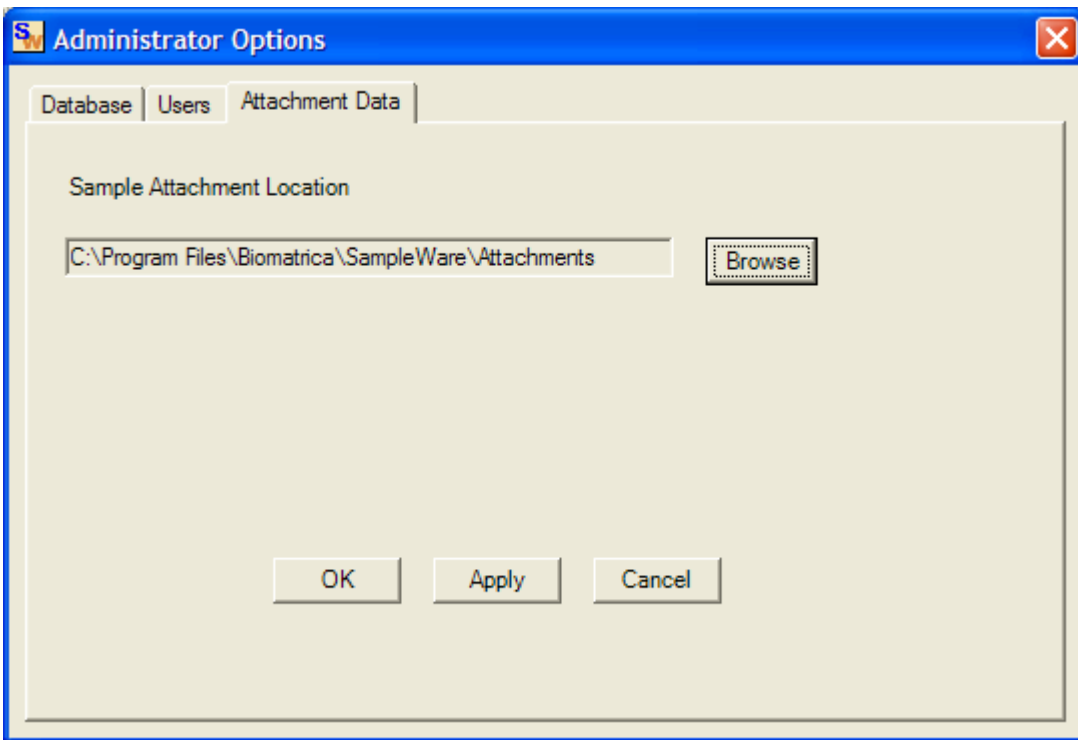 SW Administrator Options
Database Users Attachment Data
Sample Attachment Location
C:\Program Files\Biomatrica\SampleWare\Attachments Browse
OK Apply Cancel